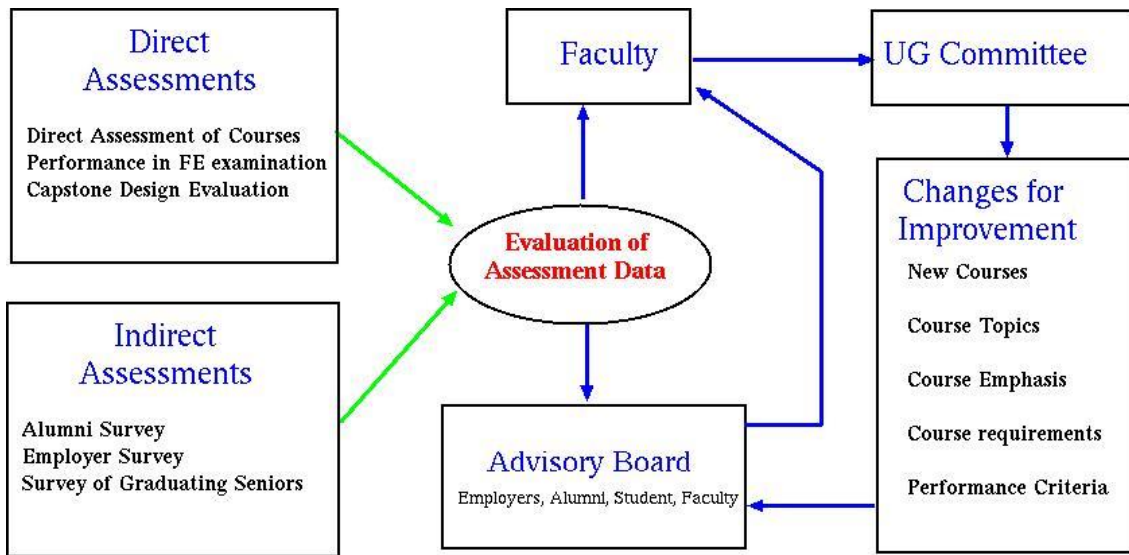 Direct
Assessments
Direct Assessment of Courses
Performance in FE examination
Capstone Design Evaluation
Indirect
Assessments
Alumni Survey
Employer Survey
Survey of Graduating Seniors
Faculty
Evaluation of
Assessment Data
Advisory Board
Employers, Alumni, Student, Faculty
UG Committee
Changes for
Improvement
New Courses
Course Topics
Course Emphasis
Course requirements
Performance Criteria